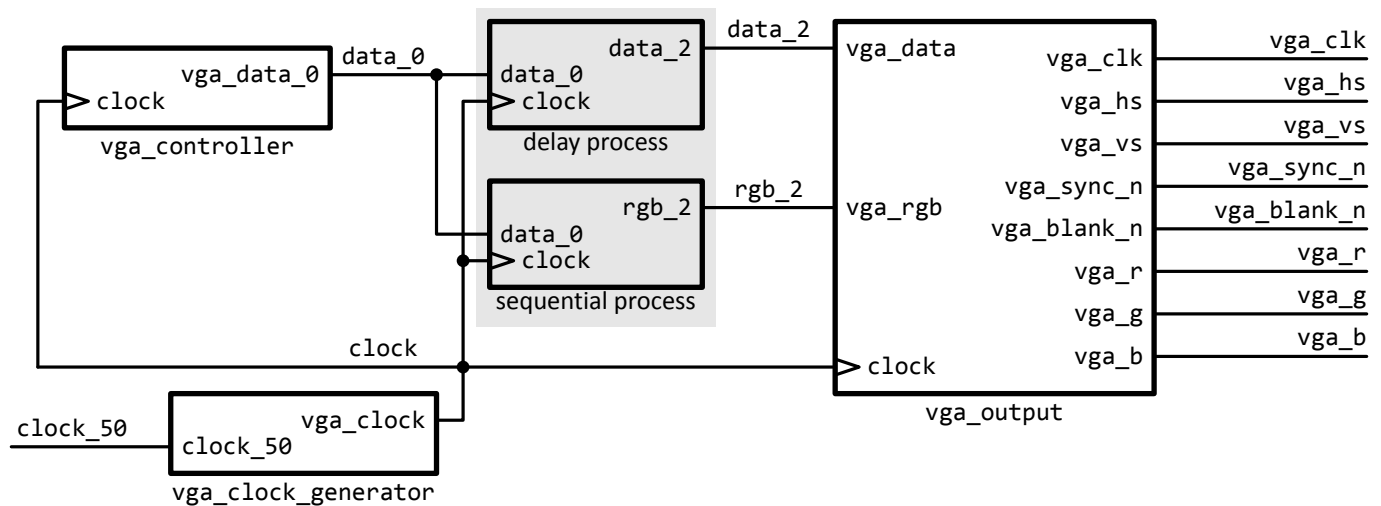 vga_data_0
clock
vga_controller
data_0
data_2
data_0
clock
delay process
rgb_2
data_0
clock
sequential process
data_2
rgb_2
vga_data
vga_rgb
clock
vga_clk
vga_hs
vga_vs
vga_sync_n
vga_blank_n
vga_r
vga_g
vga_b
vga_output
vga_clk
vga_hs
vga_vs
vga_sync_n
vga_blank_n
vga_r
vga_g
vga_b
clock
clock_50
vga_clock
clock_50
vga_clock_generator